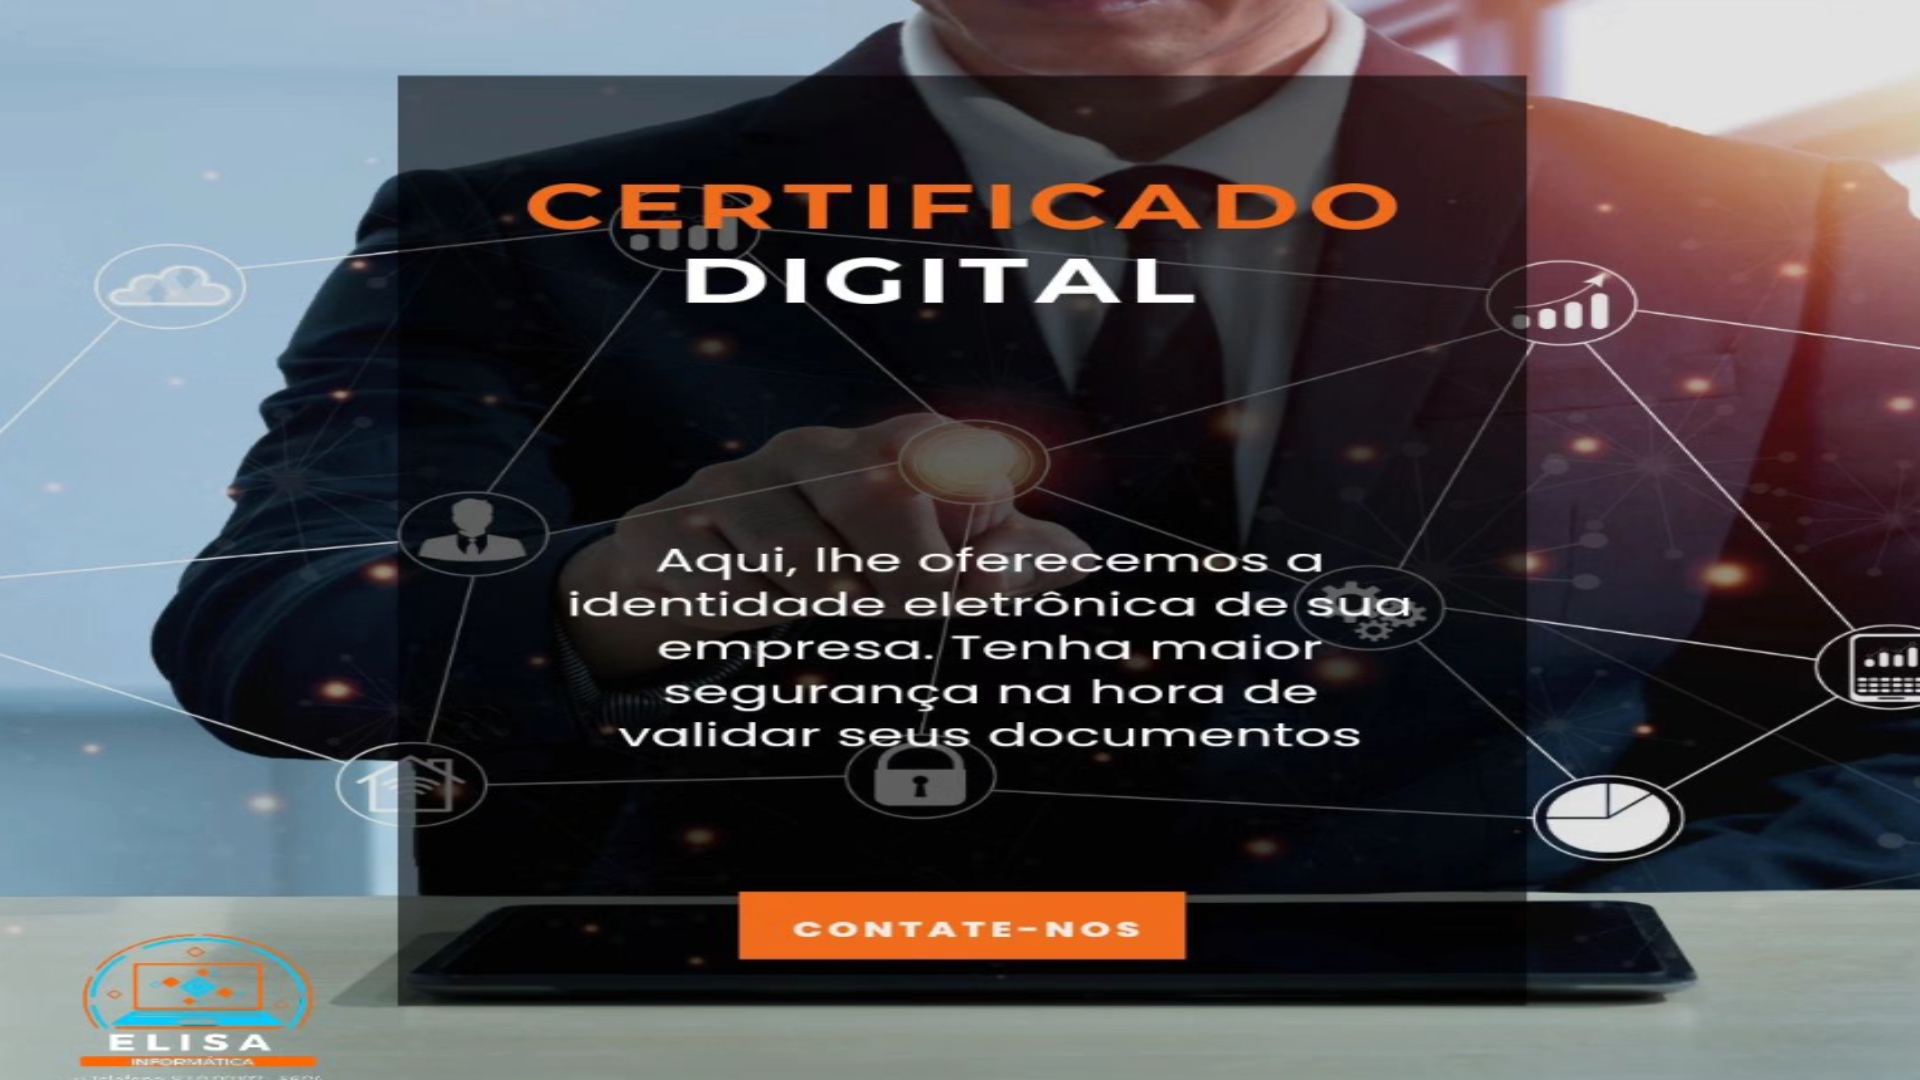 CERTIFICADO
DIGITAL
Aqui, lhe oferecemos a
identidade eletrônica de sua
empresa. Tenha maior
segurança na hora de
validar seus documentos
CONTATE-NOS
ELISA
INFORMÁTICA